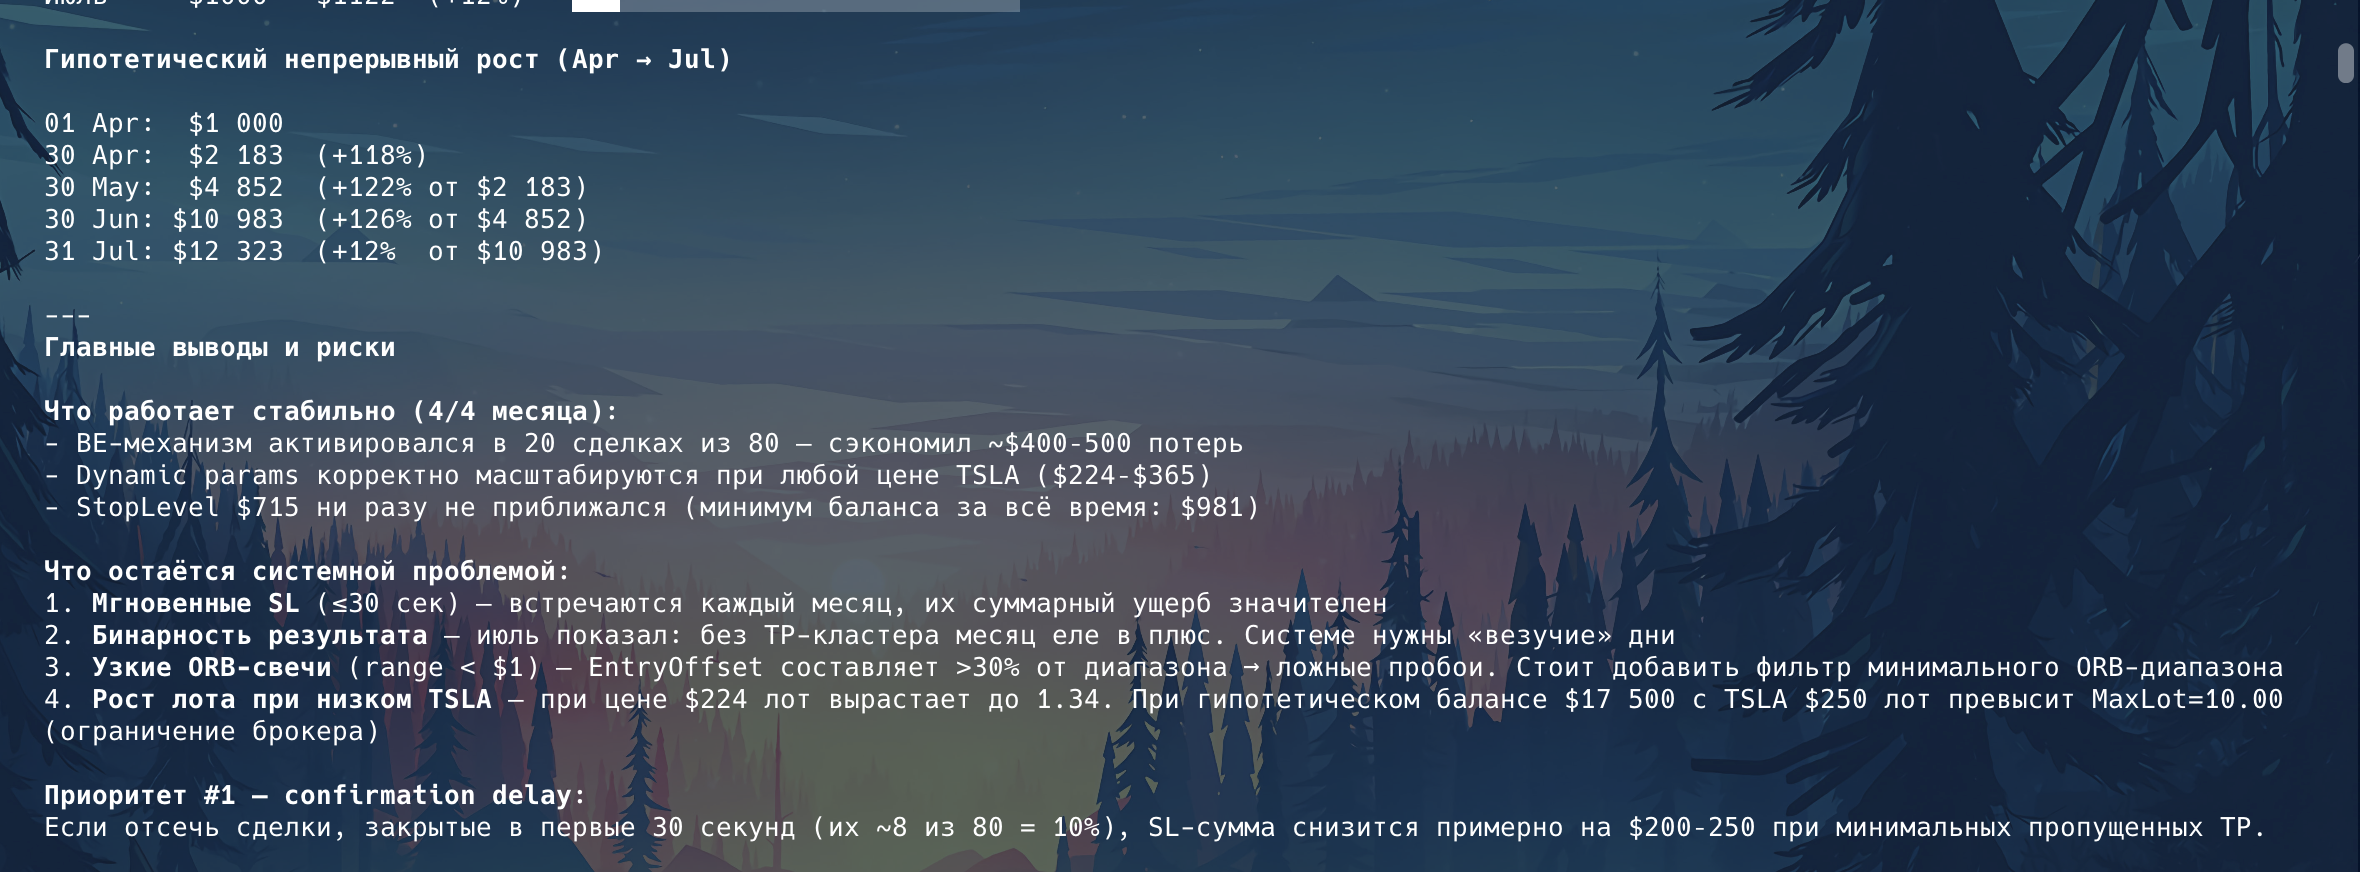 Июль $1000 $1122 (+12%)
Гипотетический непрерывный рост (Apr → Jul)
01 Apr: $1 000
30 Apr: $2 183 (+118%)
30 May: $4 852 (+122% от $2 183)
30 Jun: $10 983 (+126% от $4 852)
31 Jul: $12 323 (+12% от $10 983)
---
Главные выводы и риски
Что работает стабильно (4/4 месяца):
- BE-механизм активировался в 20 сделках из 80 — сэкономил ~$400-500 потерь
- Dynamic params корректно масштабируются при любой цене TSLA ($224-$365)
- StopLevel $715 ни разу не приближался (минимум баланса за всё время: $981)
Что остаётся системной проблемой:
1. Мгновенные SL (≤30 сек) — встречаются каждый месяц, их суммарный ущерб значителен
2. Бинарность результата — июль показал: без TP-кластера месяц еле в плюс. Системе нужны «везучие» дни
3. Узкие ORB-свечи (range < $1) — EntryOffset составляет >30% от диапазона → ложные пробои. Стоит добавить фильтр минимального ORB-диапазона
4. Рост лота при низком TSLA — при цене $224 лот вырастает до 1.34. При гипотетическом балансе $17 500 с TSLA $250 лот превысит MaxLot=10.00
(ограничение брокера)
Приоритет #1 — confirmation delay:
Если отсечь сделки, закрытые в первые 30 секунд (их ~8 из 80 = 10%), SL-сумма снизится примерно на $200-250 при минимальных пропущенных TP.